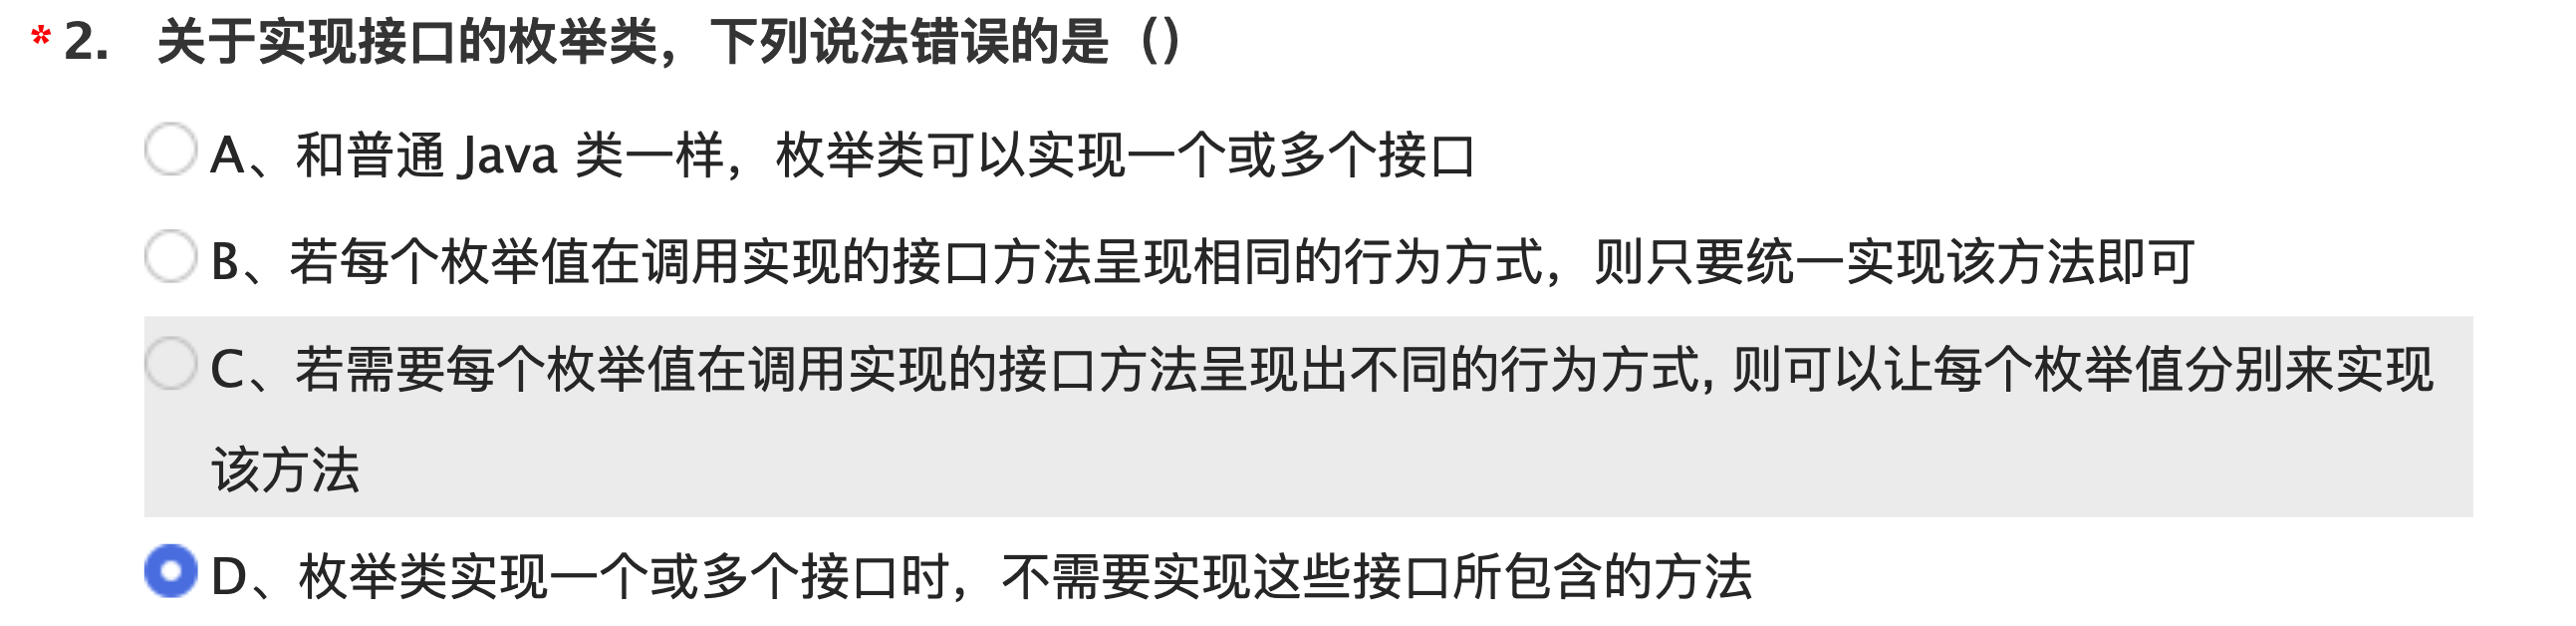 * 2. 关于实现接口的枚举类，下列说法错误的是（）
A、和普通 Java 类一样，枚举类可以实现一个或多个接口
B、若每个枚举值在调用实现的接口方法呈现相同的行为方式，则只要统一实现该方法即可
C、若需要每个枚举值在调用实现的接口方法呈现出不同的行为方式, 则可以让每个枚举值分别来实现
该方法
D、枚举类实现一个或多个接口时，不需要实现这些接口所包含的方法